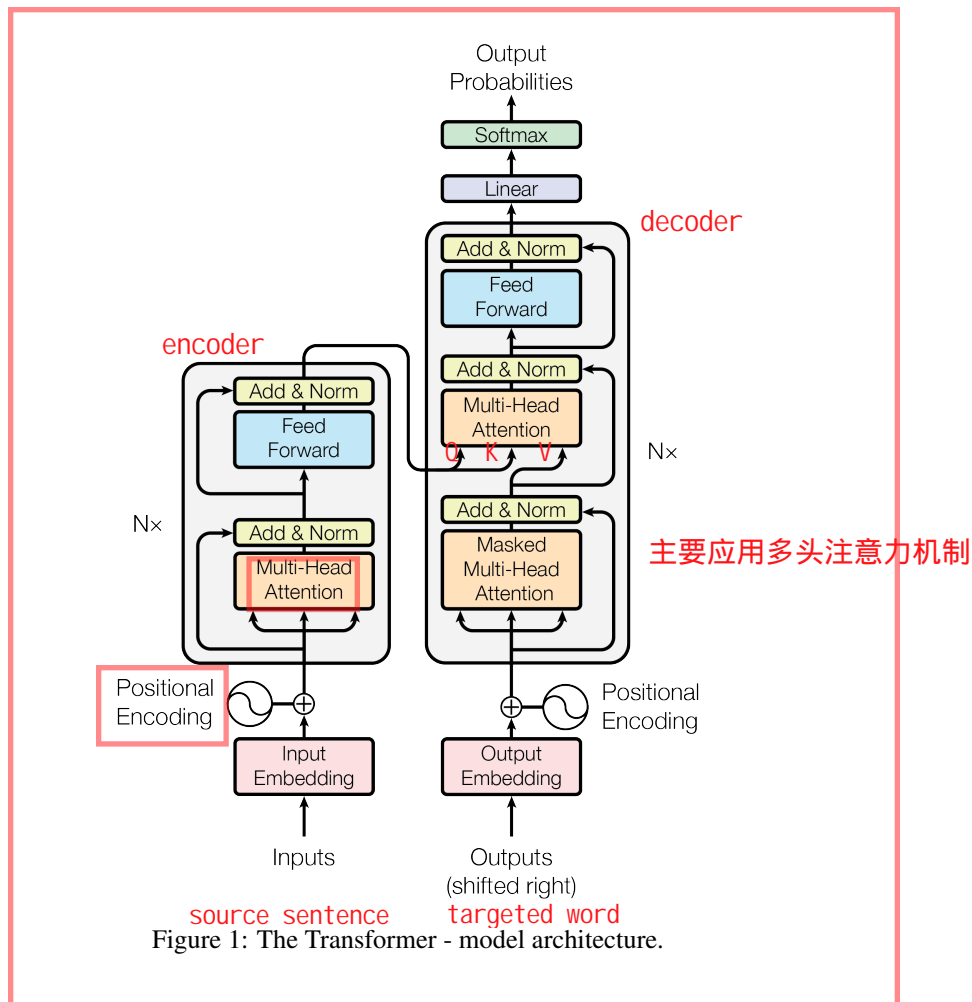 Output
Probabilities
Softmax
Linear
decoder
Add & Norm
Feed
Forward
Add & Norm
Multi-Head
Attention
Q K V
Nx
Add & Norm
Masked
Multi-Head
Attention
主要应用多头注意力机制
encoder
Add & Norm
Feed
Forward
Nx
Add & Norm
Multi-Head
Attention
Positional
Encoding
Positional
Encoding
Input
Embedding
Output
Embedding
Inputs
Outputs
(shifted right)
source sentence
targeted word
Figure 1: The Transformer - model architecture.